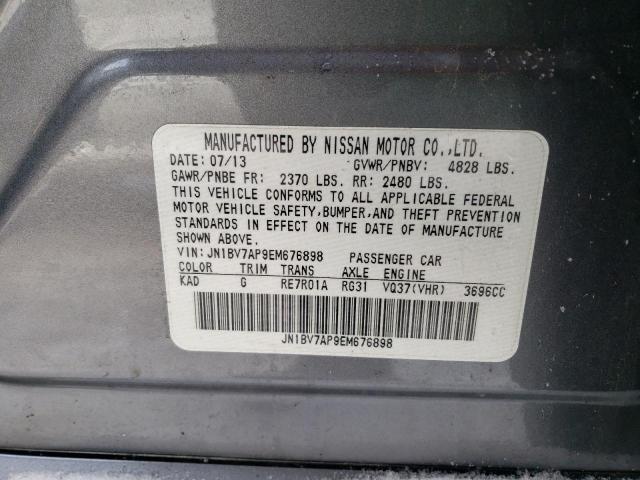 MANUFACTURED BY NISSAN MOTOR CO.,LTD.
DATE: 07/13 GVWR/PNBV: 4828 LBS.
GAWR/PNBE FR: 2370 LBS. RR: 2480 LBS.
THIS VEHICLE CONFORMS TO ALL APPLICABLE FEDERAL
MOTOR VEHICLE SAFETY,BUMPER,AND THEFT PREVENTION
STANDARDS IN EFFECT ON THE DATE OF MANUFACTURE
SHOWN ABOVE.
VIN:JN1BV7AP9EM676898 PASSENGER CAR
COLOR TRIM TRANS AXLE ENGINE
KAD G RE7R01A RG31 VQ37(VHR) 3696CC
JN1BV7AP9EM676898